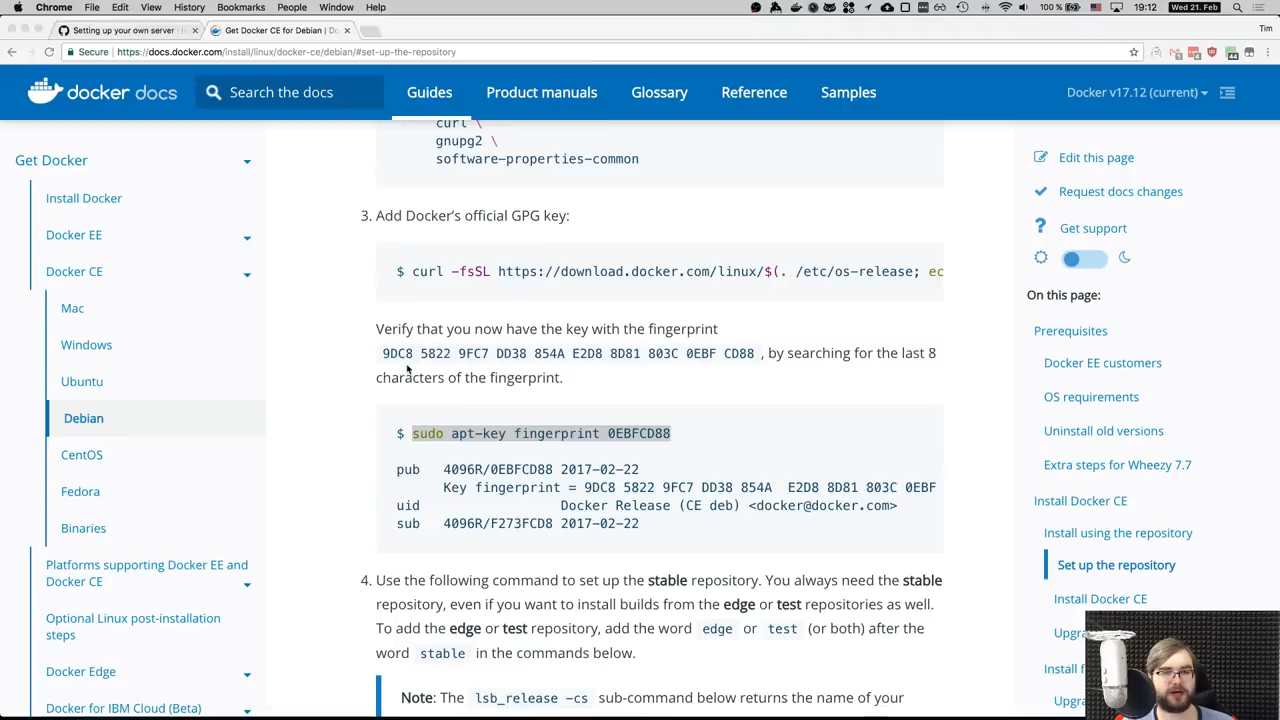 Chrome File Edit View History Bookmarks People Window Help 100 % 19:12 Wed 21. Feb
Setting up your own server Get Docker CE for Debian | Do Tim
Secure https://docs.docker.com/install/linux/docker-ce/debian/#set-up-the-repository
docker docs Search the docs Guides Product manuals Glossary Reference Samples Docker v17.12 (current)
Get Docker
Install Docker
Docker EE
Docker CE
Mac
Windows
Ubuntu
Debian
CentOS
Fedora
Binaries
Platforms supporting Docker EE and
Docker CE
Optional Linux post-installation
steps
Docker Edge
Docker for IBM Cloud (Beta)
curl \
gnupg2 \
software-properties-common
3. Add Docker's official GPG key:
$ curl -fsSL https://download.docker.com/linux/$(. /etc/os-release; ec
Verify that you now have the key with the fingerprint
9DC8 5822 9FC7 DD38 854A E2D8 8D81 803C 0EBF CD88 , by searching for the last 8
characters of the fingerprint.
$ sudo apt-key fingerprint 0EBFCD88
pub 4096R/0EBFCD88 2017-02-22
Key fingerprint = 9DC8 5822 9FC7 DD38 854A E2D8 8D81 803C 0EBF
uid Docker Release (CE deb) <docker@docker.com>
sub 4096R/F273FCD8 2017-02-22
4. Use the following command to set up the stable repository. You always need the stable
repository, even if you want to install builds from the edge or test repositories as well.
To add the edge or test repository, add the word edge or test (or both) after the
word stable in the commands below.
Note: The lsb_release -cs sub-command below returns the name of your
Edit this page
Request docs changes
Get support
On this page:
Prerequisites
Docker EE customers
OS requirements
Uninstall old versions
Extra steps for Wheezy 7.7
Install Docker CE
Install using the repository
Set up the repository
Install Docker CE
Upg
Install f
Upgra